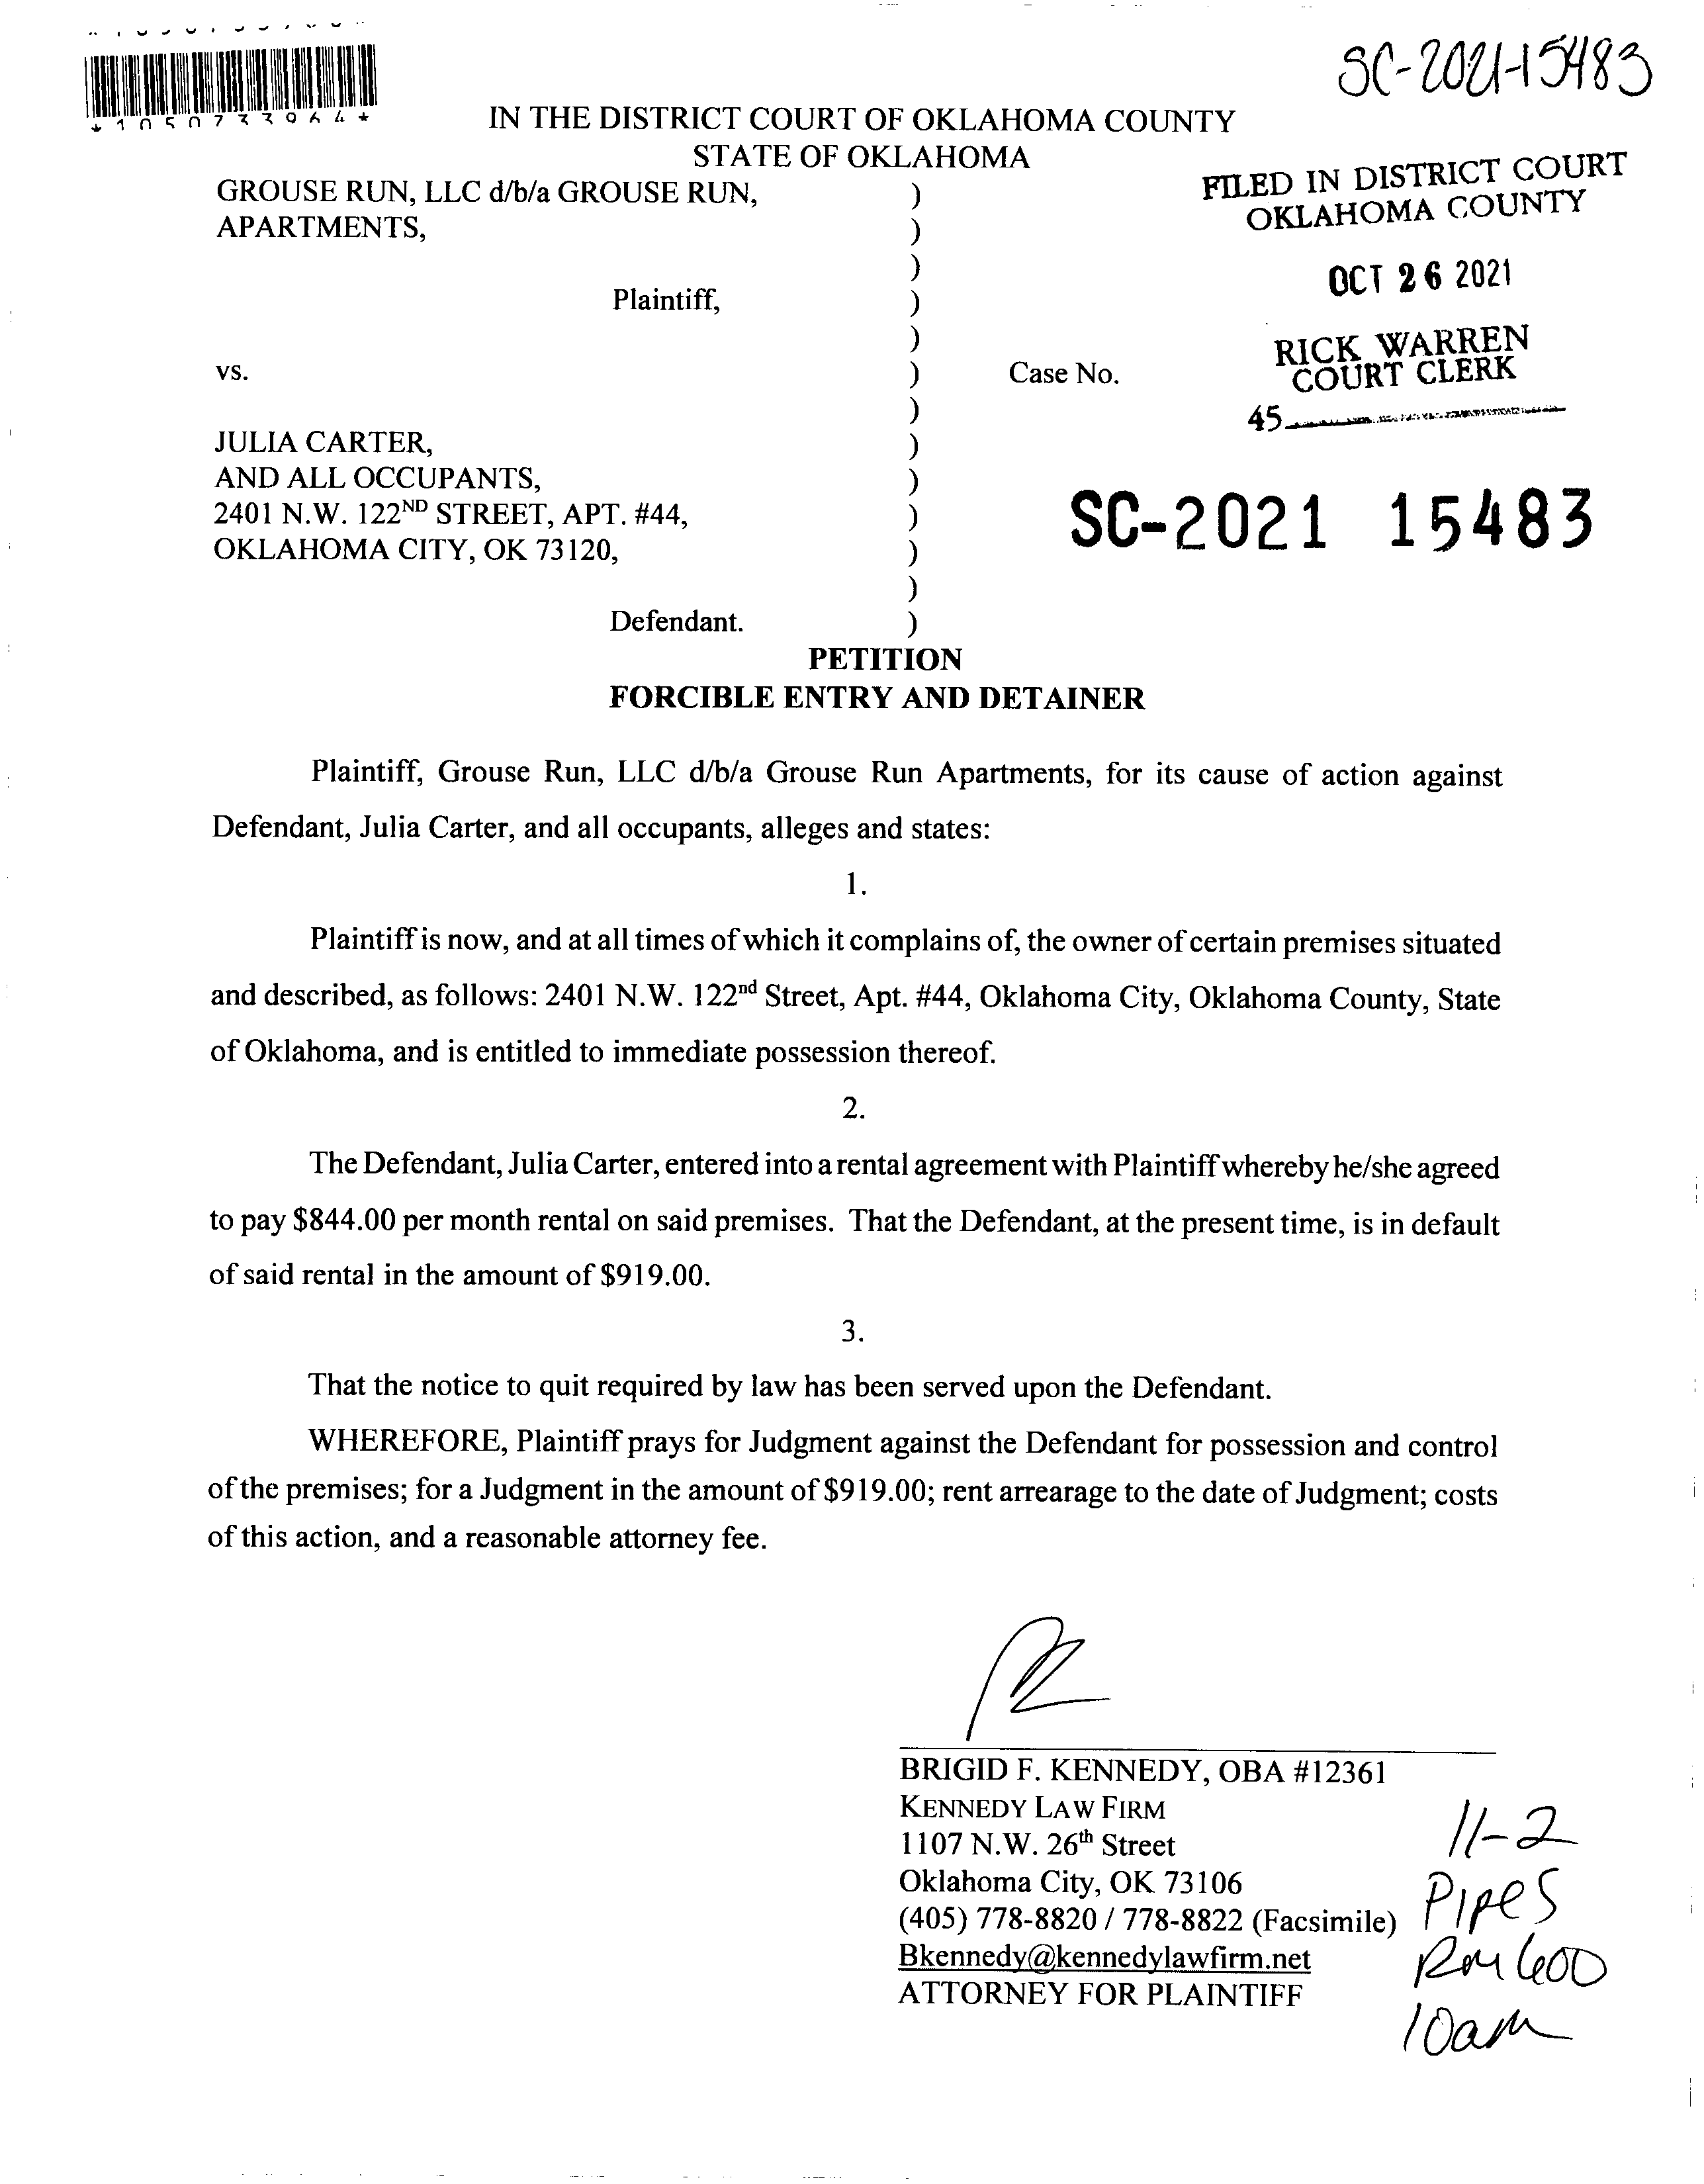 SC-2021-15483
*1050733964*
IN THE DISTRICT COURT OF OKLAHOMA COUNTY
STATE OF OKLAHOMA
FILED IN DISTRICT COURT
OKLAHOMA COUNTY
OCT 26 2021
RICK WARREN
COURT CLERK
45
GROUSE RUN, LLC d/b/a GROUSE RUN, )
APARTMENTS, )
)
Plaintiff, )
)
vs. ) Case No.
)
JULIA CARTER, )
AND ALL OCCUPANTS, )
2401 N.W. 122ND STREET, APT. #44, ) SC-2021 15483
OKLAHOMA CITY, OK 73120, )
)
Defendant. )
PETITION
FORCIBLE ENTRY AND DETAINER
Plaintiff, Grouse Run, LLC d/b/a Grouse Run Apartments, for its cause of action against
Defendant, Julia Carter, and all occupants, alleges and states:
1.
Plaintiff is now, and at all times of which it complains of, the owner of certain premises situated
and described, as follows: 2401 N.W. 122nd Street, Apt. #44, Oklahoma City, Oklahoma County, State
of Oklahoma, and is entitled to immediate possession thereof.
2.
The Defendant, Julia Carter, entered into a rental agreement with Plaintiff whereby he/she agreed
to pay $844.00 per month rental on said premises. That the Defendant, at the present time, is in default
of said rental in the amount of $919.00.
3.
That the notice to quit required by law has been served upon the Defendant.
WHEREFORE, Plaintiff prays for Judgment against the Defendant for possession and control
of the premises; for a Judgment in the amount of $919.00; rent arrearage to the date of Judgment; costs
of this action, and a reasonable attorney fee.
BRIGID F. KENNEDY, OBA #12361
KENNEDY LAW FIRM
1107 N.W. 26th Street
Oklahoma City, OK 73106
(405) 778-8820 / 778-8822 (Facsimile)
Bkennedy@kennedylawfirm.net
ATTORNEY FOR PLAINTIFF
11-2
Pipes
Rm 600
10am